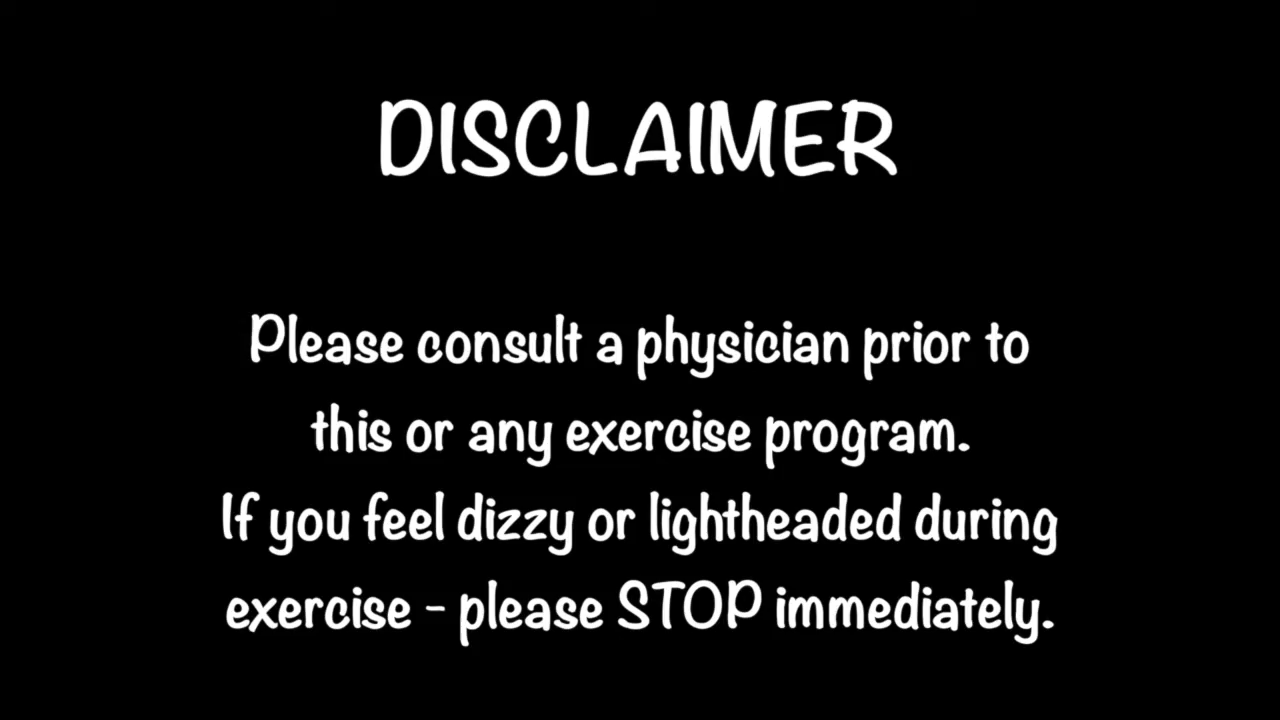 DISCLAIMER
Please consult a physician prior to
this or any exercise program.
If you feel dizzy or lightheaded during
exercise - please STOP immediately.